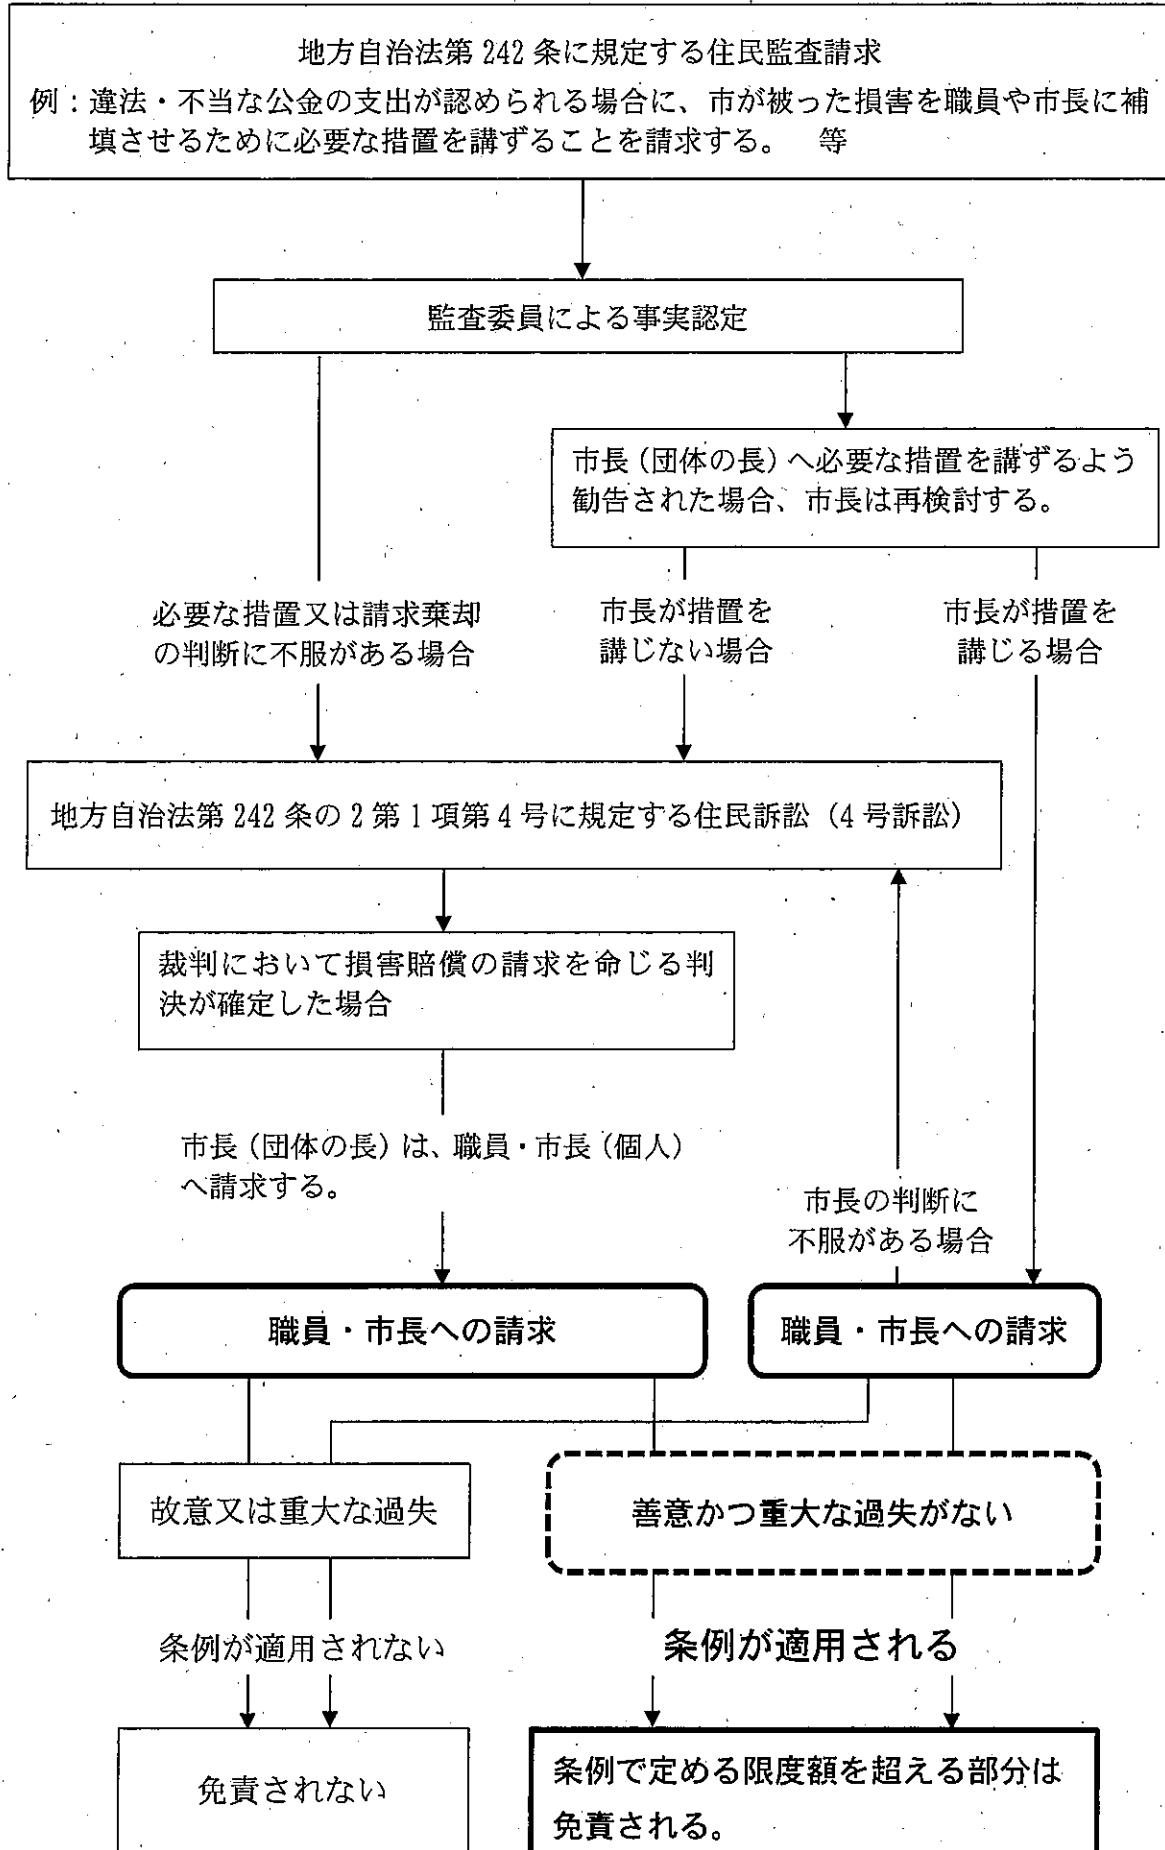 地方自治法第 242 条に規定する住民監査請求
例：違法・不当な公金の支出が認められる場合に、市が被った損害を職員や市長に補
填させるために必要な措置を講ずることを請求する。　等
監査委員による事実認定
市長（団体の長）へ必要な措置を講ずるよう
勧告された場合、市長は再検討する。
必要な措置又は請求棄却
の判断に不服がある場合
市長が措置を
講じない場合
市長が措置を
講じる場合
地方自治法第 242 条の 2 第 1 項第 4 号に規定する住民訴訟（4 号訴訟）
裁判において損害賠償の請求を命じる判
決が確定した場合
市長（団体の長）は、職員・市長（個人）
へ請求する。
市長の判断に
不服がある場合
職員・市長への請求
職員・市長への請求
故意又は重大な過失
善意かつ重大な過失がない
条例が適用されない
条例が適用される
免責されない
条例で定める限度額を超える部分は
免責される。